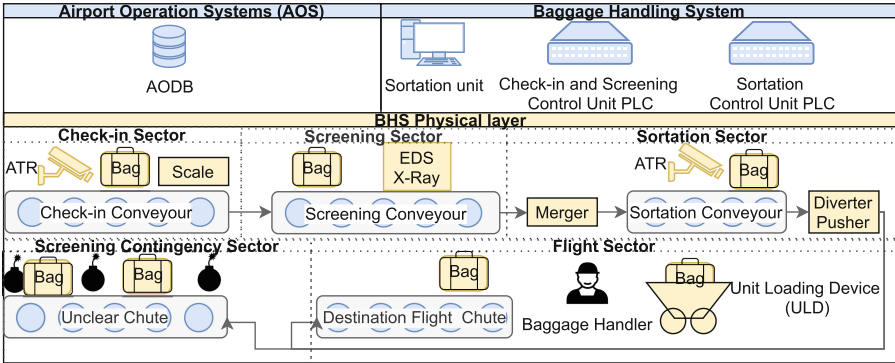 Airport Operation Systems (AOS)
Baggage Handling System
AODB
Sortation unit
Check-in and Screening
Control Unit PLC
Sortation
Control Unit PLC
BHS Physical layer
Check-in Sector
Screening Sector
Sortation Sector
ATR
Bag
Scale
Bag
EDS
X-Ray
ATR
Bag
Check-in Conveyour
Screening Conveyour
Merger
Sortation Conveyour
Diverter
Pusher
Screening Contingency Sector
Flight Sector
Bag
Bag
Bag
Bag
Unit Loading Device
(ULD)
Unclear Chute
Destination Flight Chute
Baggage Handler